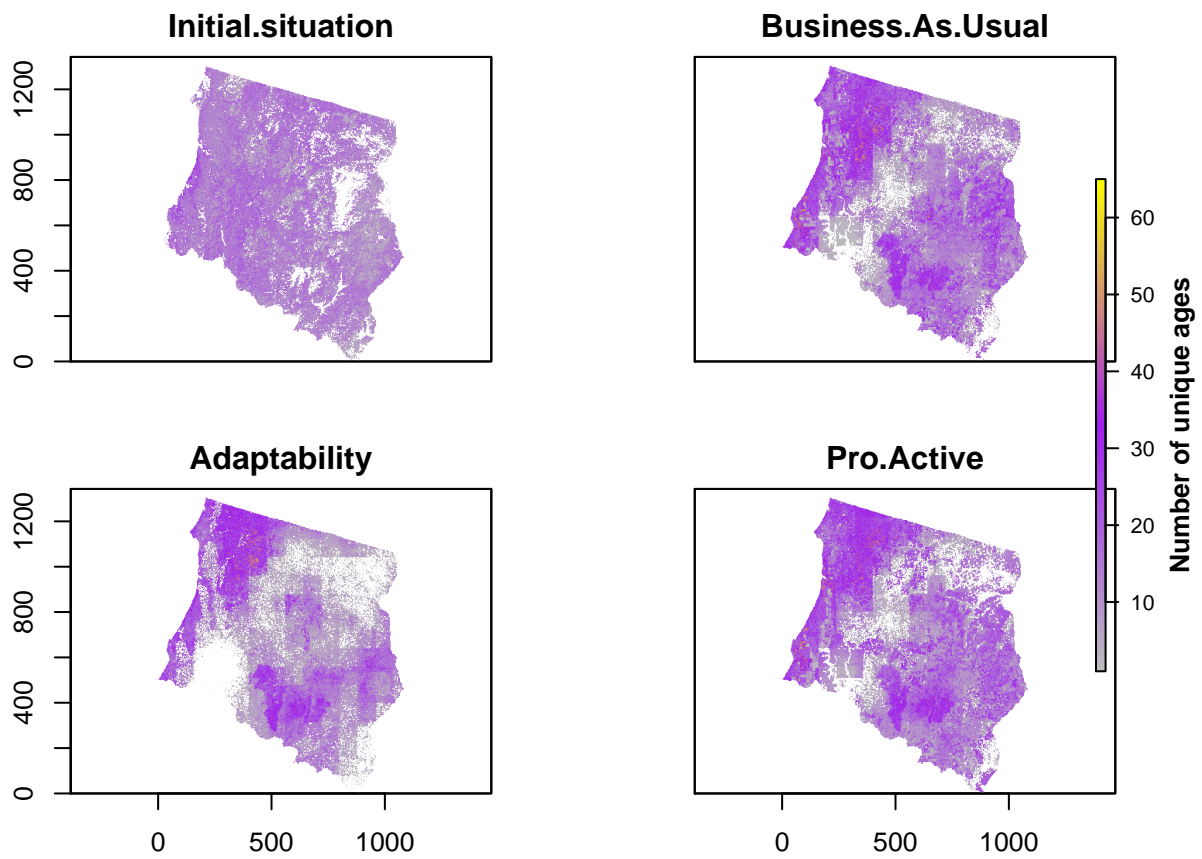 Initial.situation
Business.As.Usual
0 400 800 1200
Adaptability
Pro.Active
0 400 800 1200
0 500 1000
0 500 1000
10 20 30 40 50 60
Number of unique ages